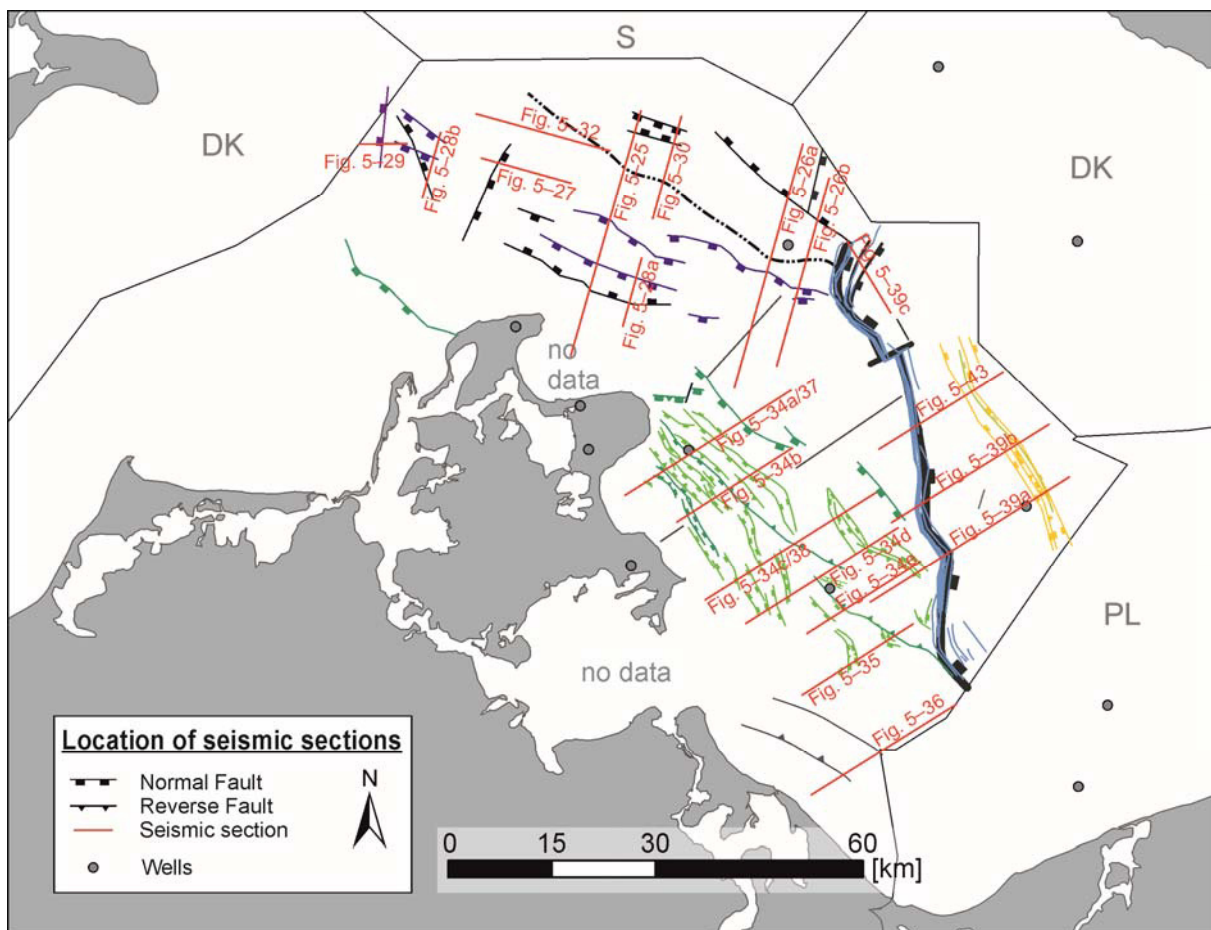 S
DK
DK
Fig. 5–32
Fig. 5–25
Fig. 5–30
Fig. 5–26a
Fig. 5–26b
Fig. 5–29
Fig. 5–28b
Fig. 5–27
Fig. 5–28a
Fig. 5–39c
no
data
Fig. 5–43
Fig. 5–34a/37
Fig. 5–34b
Fig. 5–39b
Fig. 5–39a
Fig. 5–34c/38
Fig. 5–34d
Fig. 5–34e
PL
no data
Fig. 5–35
Fig. 5–36
Location of seismic sections
Normal Fault
Reverse Fault
Seismic section
Wells
N
0 15 30 60
[km]